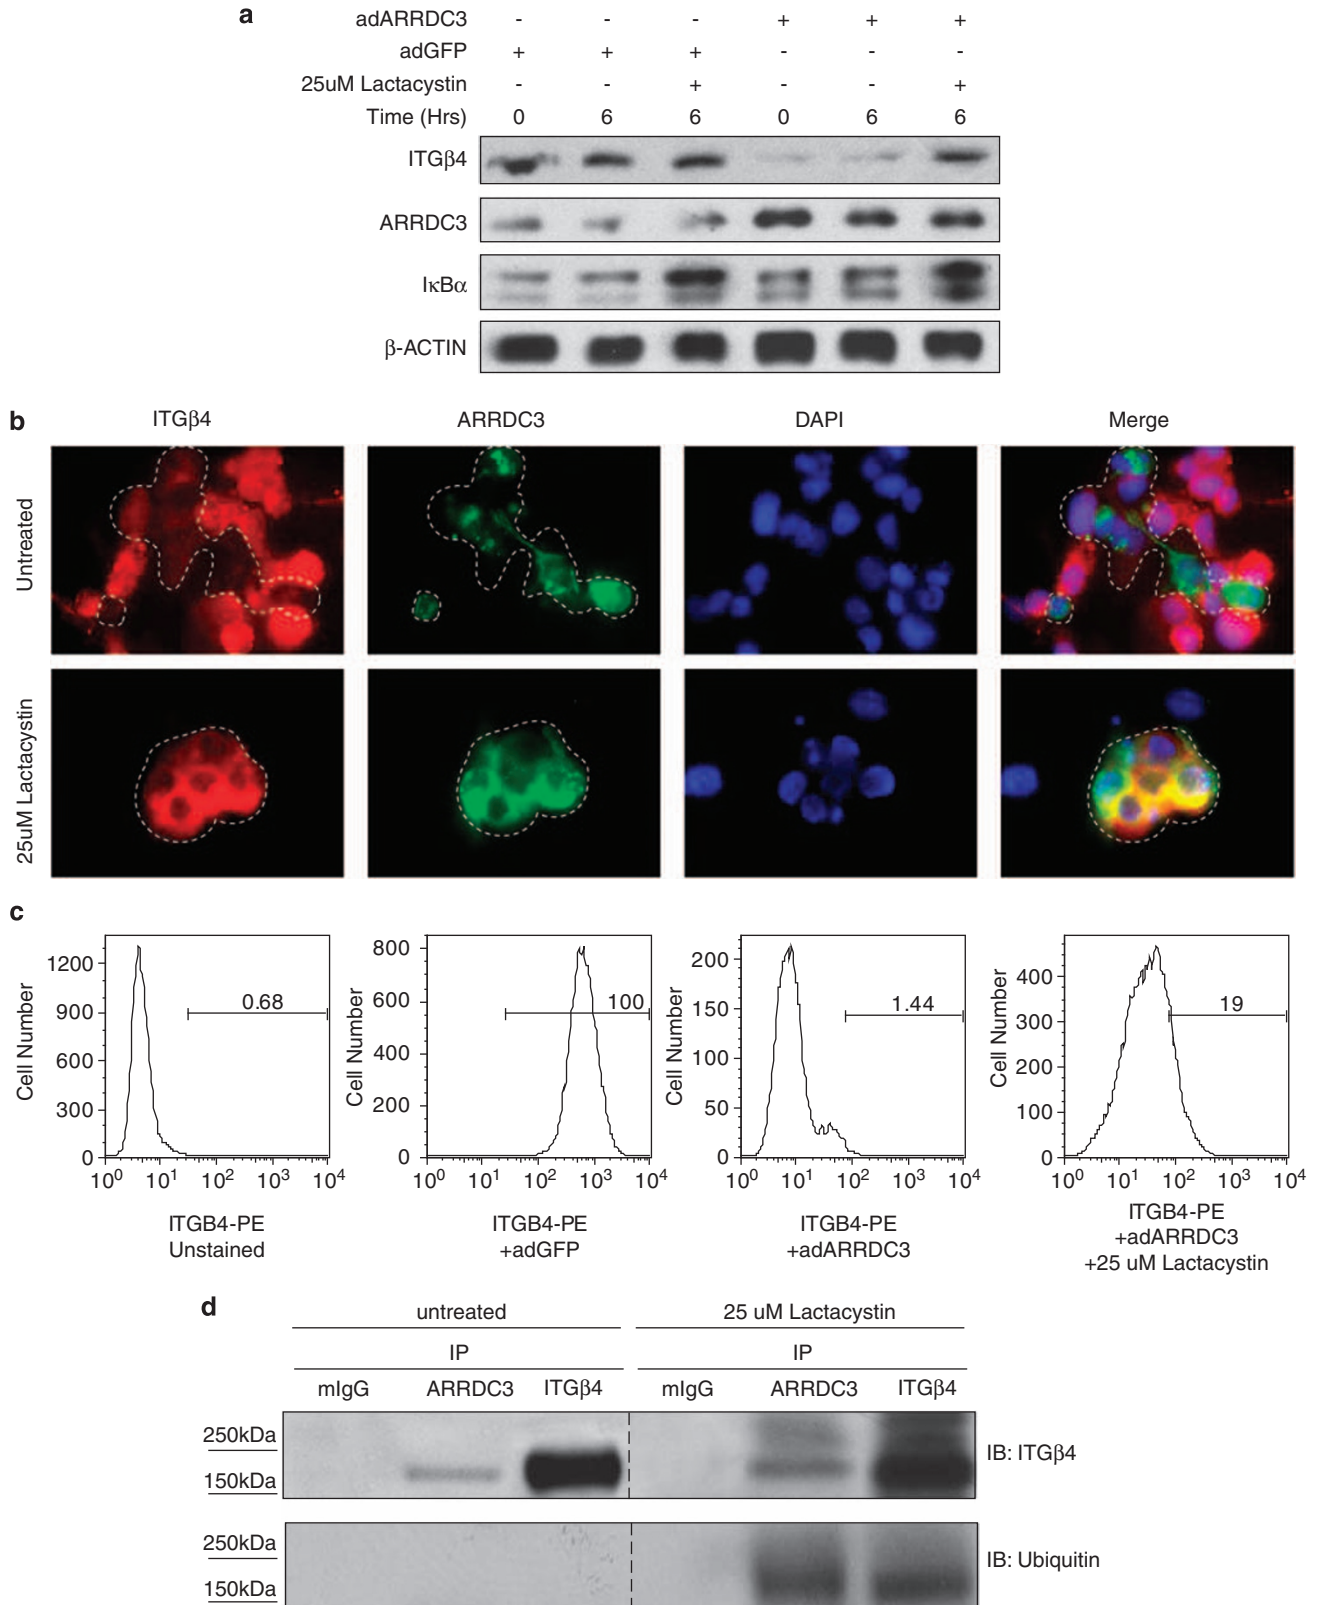 a
adARRDC3 - - - + + +
adGFP + + + - - -
25uM Lactacystin - - + - - +
Time (Hrs) 0 6 6 0 6 6
ITGβ4
ARRDC3
IκBα
β-ACTIN
b
ITGβ4 ARRDC3 DAPI Merge
Untreated
25uM Lactacystin
c
Cell Number
1200
900
600
300
0
10⁰ 10¹ 10² 10³ 10⁴
0.68
ITGB4-PE
Unstained
Cell Number
800
600
400
200
0
10⁰ 10¹ 10² 10³ 10⁴
100
ITGB4-PE
+adGFP
Cell Number
200
150
100
50
0
10⁰ 10¹ 10² 10³ 10⁴
1.44
ITGB4-PE
+adARRDC3
Cell Number
400
300
200
100
0
10⁰ 10¹ 10² 10³ 10⁴
19
ITGB4-PE
+adARRDC3
+25 uM Lactacystin
d
untreated 25 uM Lactacystin
IP IP
mIgG ARRDC3 ITGβ4 mIgG ARRDC3 ITGβ4
250kDa
150kDa
IB: ITGβ4
250kDa
150kDa
IB: Ubiquitin